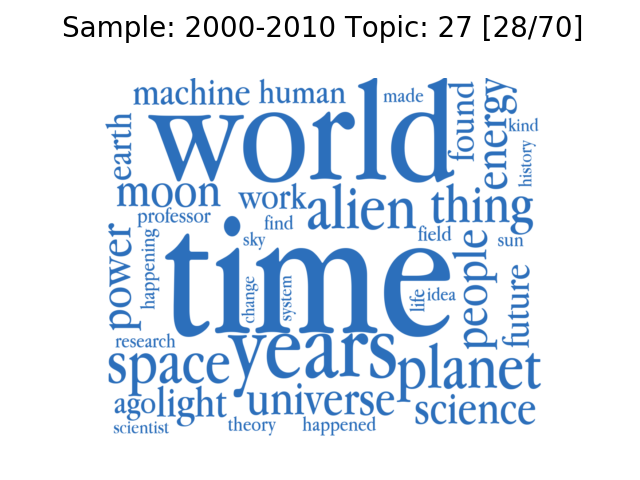 Sample: 2000-2010 Topic: 27 [28/70]
machine human made
world
earth
found
energy
kind
history
moon work alien thing
professor
find
field
sky
sun
power
happening
time
change
system
life
idea
people
future
research
space years planet
ago light universe science
scientist theory happened